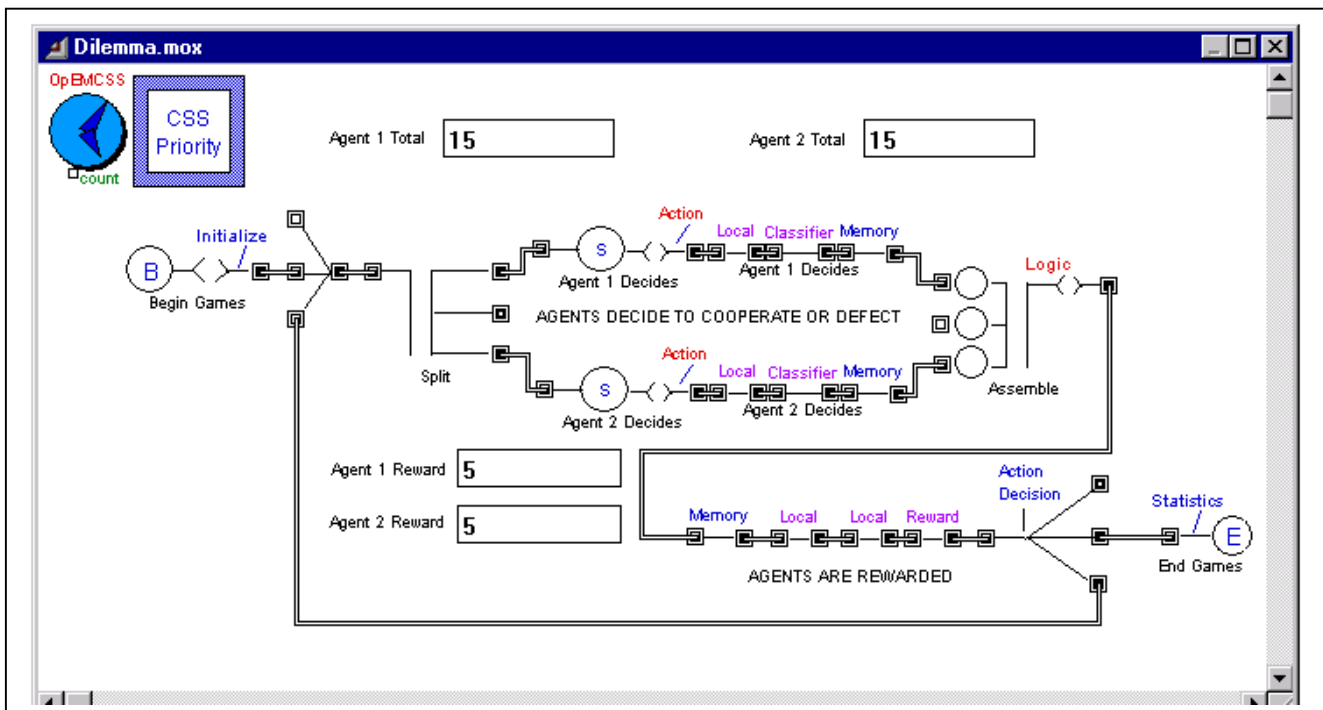 Dilemma.mox
OpEMCSS
CSS
Priority
count
Agent 1 Total 15
Agent 2 Total 15
Initialize
B
Begin Games
Split
Action
Local Classifier Memory
S
Agent 1 Decides
Agent 1 Decides
AGENTS DECIDE TO COOPERATE OR DEFECT
Action
Local Classifier Memory
S
Agent 2 Decides
Agent 2 Decides
Logic
Assemble
Agent 1 Reward 5
Agent 2 Reward 5
Memory Local Local Reward
Action
Decision
Statistics
E
End Games
AGENTS ARE REWARDED